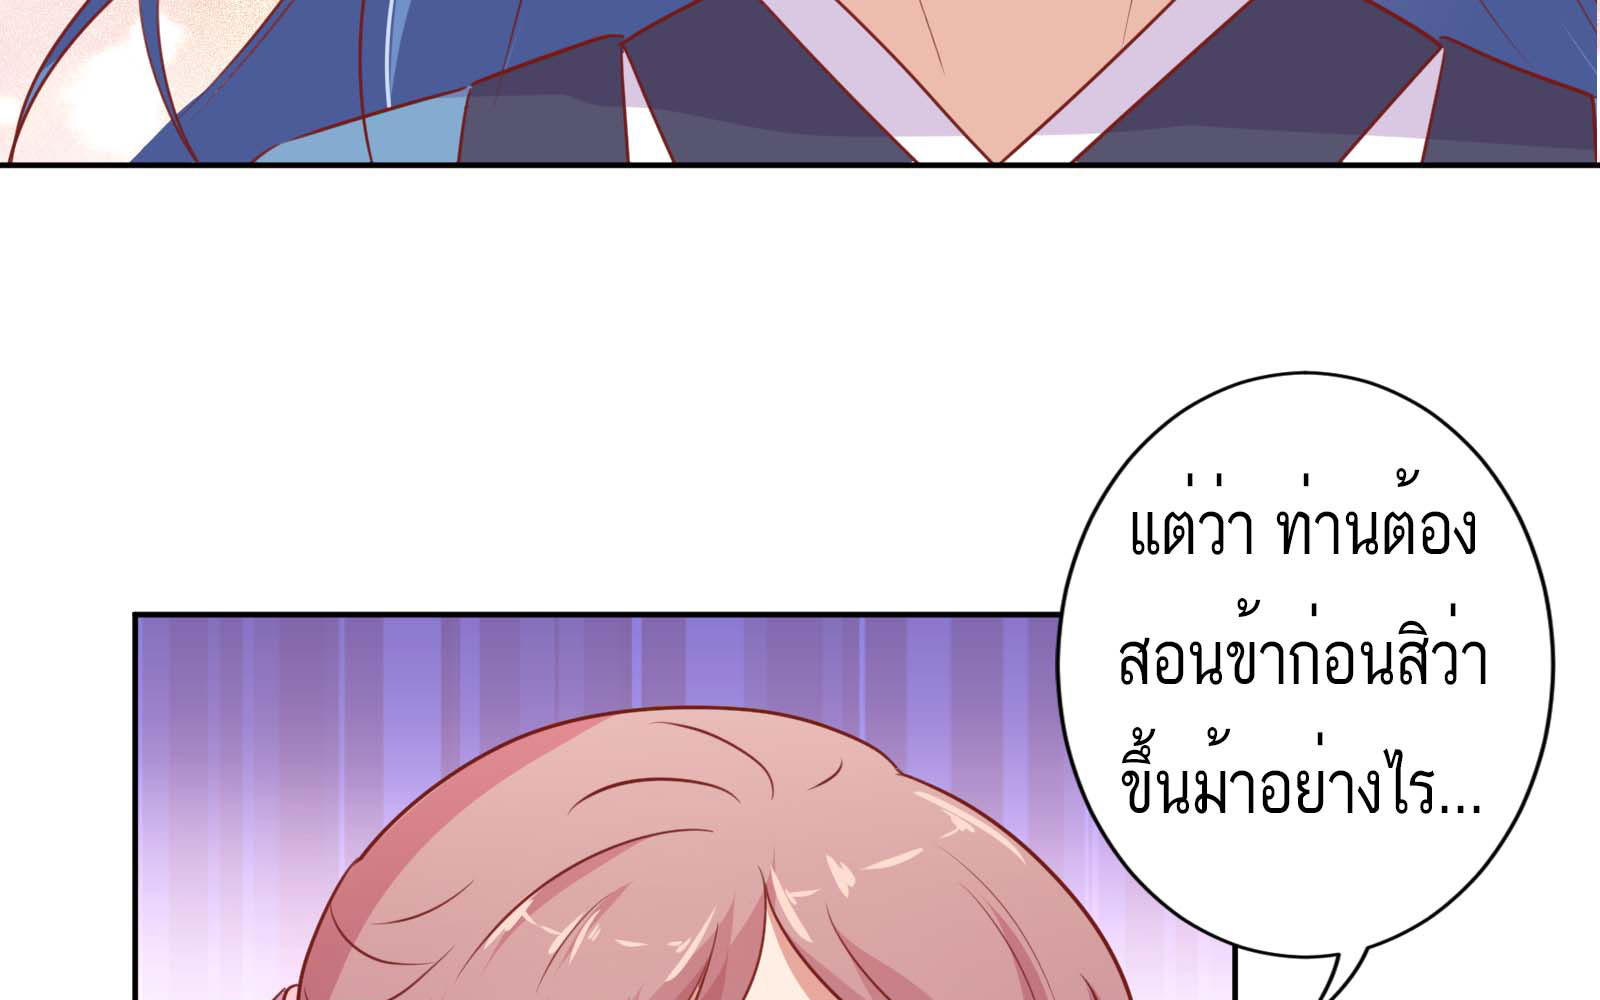 แต่ว่า ท่านต้อง
สอนข้าก่อนสิว่า
ขึ้นม้าอย่างไร...